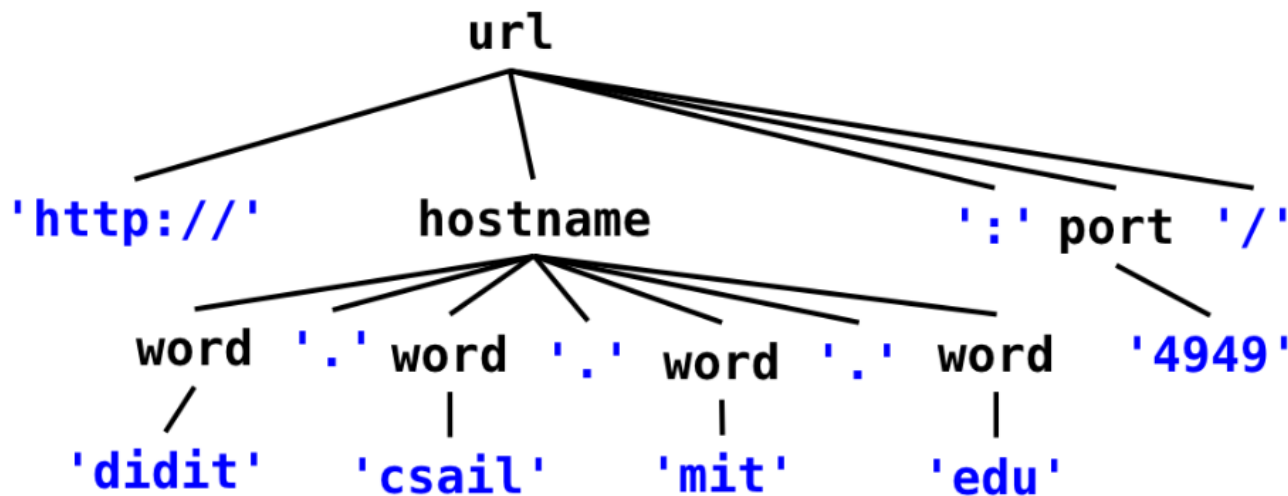 url
'http://' hostname ':' port '/'
word '.' word '.' word '.' word '4949'
'didit' 'csail' 'mit' 'edu'